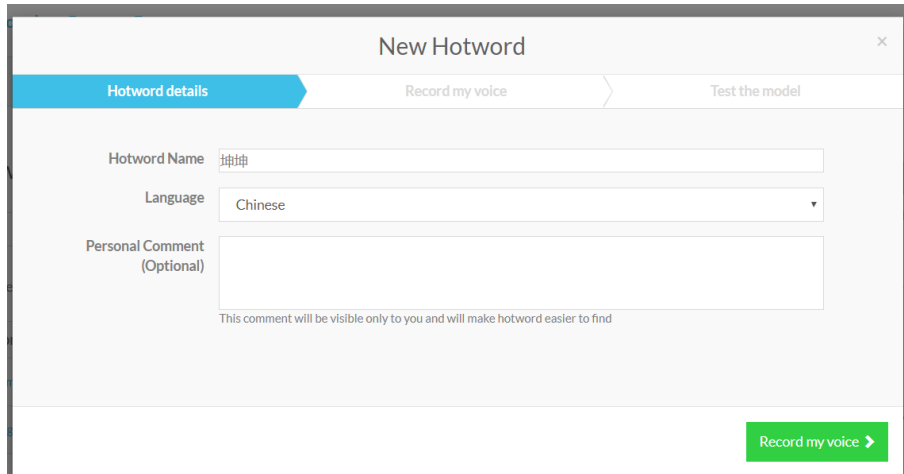 New Hotword
×
Hotword details
Record my voice
Test the model
Hotword Name
坤坤
Language
Chinese
Personal Comment
(Optional)
This comment will be visible only to you and will make hotword easier to find
Record my voice